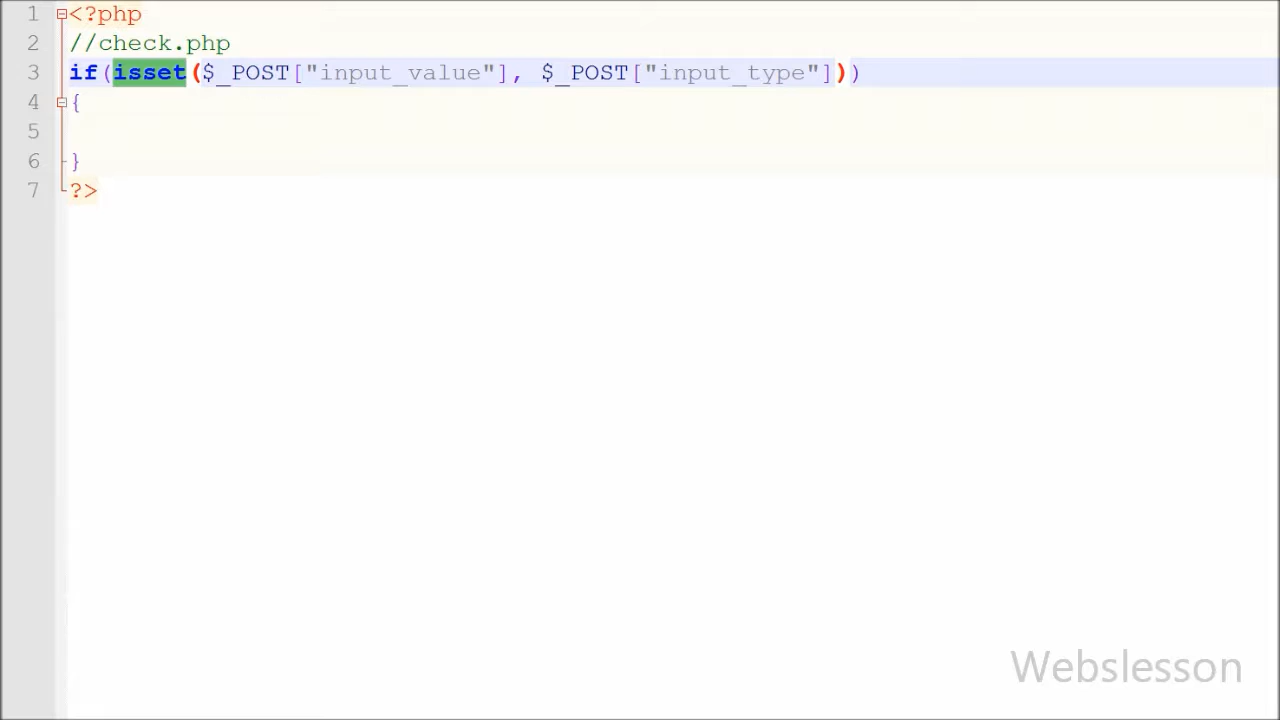 1 <?php
2 //check.php
3 if(isset($_POST["input_value"], $_POST["input_type"]))
4 {
5
6 }
7 ?>
Webslesson